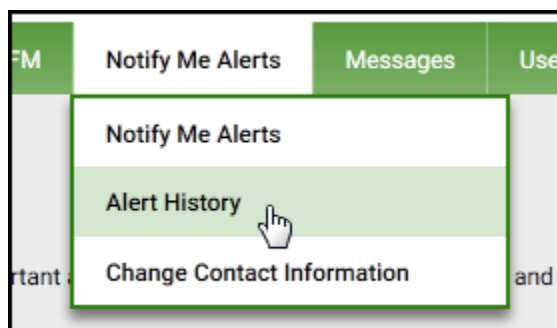 FM Notify Me Alerts Messages Use
Notify Me Alerts
Alert History
Change Contact Information
rtant and